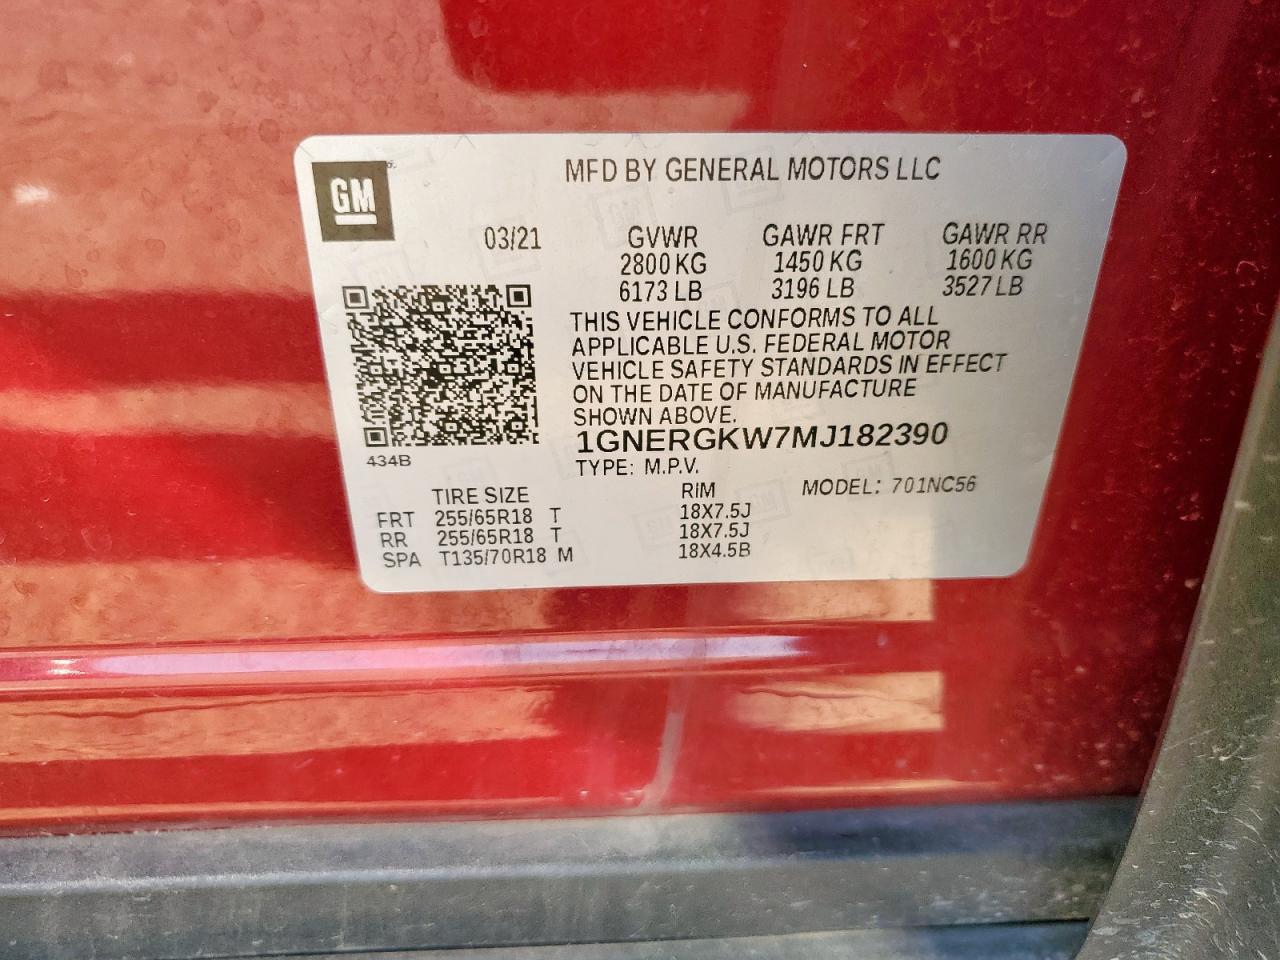 GM
MFD BY GENERAL MOTORS LLC
03/21 GVWR GAWR FRT GAWR RR
2800 KG 1450 KG 1600 KG
6173 LB 3196 LB 3527 LB
THIS VEHICLE CONFORMS TO ALL
APPLICABLE U.S. FEDERAL MOTOR
VEHICLE SAFETY STANDARDS IN EFFECT
ON THE DATE OF MANUFACTURE
SHOWN ABOVE.
1GNERGKW7MJ182390
434B
TYPE: M.P.V.
TIRE SIZE RIM MODEL: 701NC56
FRT 255/65R18 T 18X7.5J
RR 255/65R18 T 18X7.5J
SPA T135/70R18 M 18X4.5B